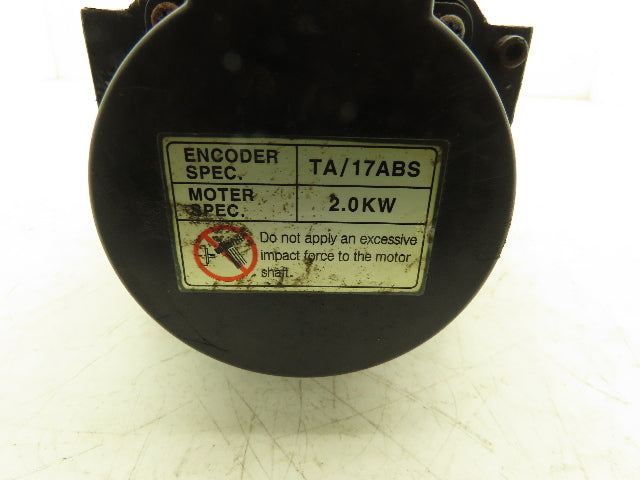 ENCODER
SPEC.
TA/17ABS
MOTER
SPEC.
2.0KW
Do not apply an excessive
impact force to the motor
shaft.